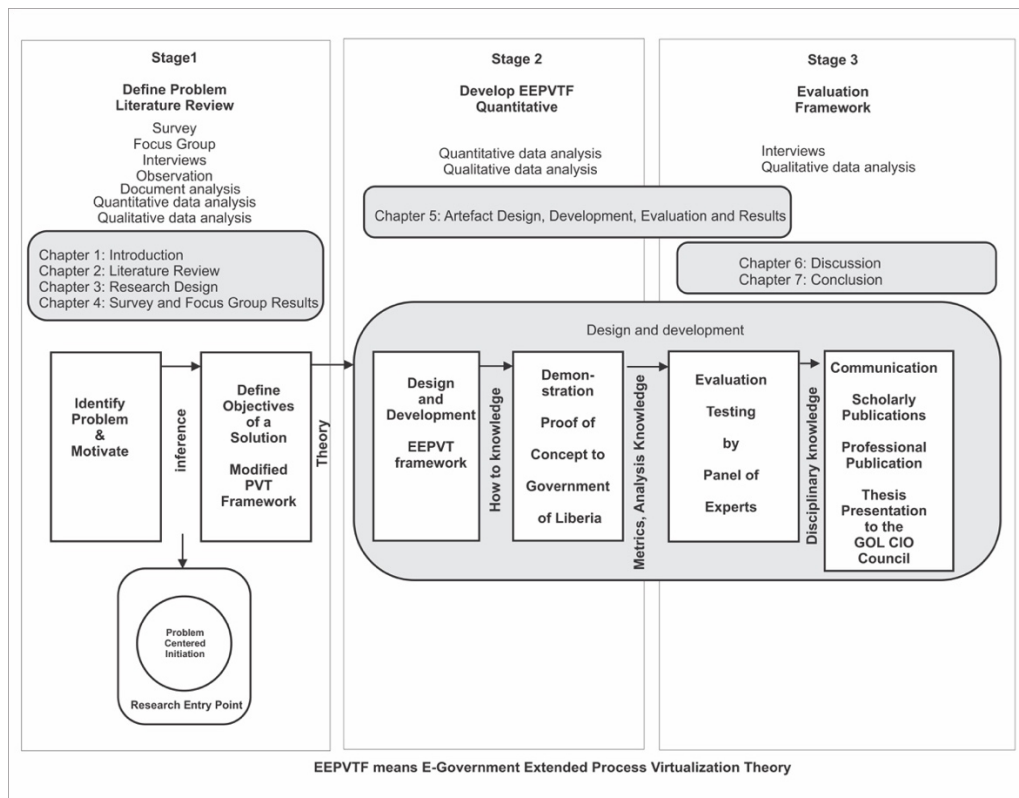 Stage1
Define Problem
Literature Review
Survey
Focus Group
Interviews
Observation
Document analysis
Quantitative data analysis
Qualitative data analysis
Chapter 1: Introduction
Chapter 2: Literature Review
Chapter 3: Research Design
Chapter 4: Survey and Focus Group Results
Stage 2
Develop EEPVTF
Quantitative
Quantitative data analysis
Qualitative data analysis
Stage 3
Evaluation
Framework
Interviews
Qualitative data analysis
Chapter 5: Artefact Design, Development, Evaluation and Results
Chapter 6: Discussion
Chapter 7: Conclusion
Design and development
Identify
Problem
&
Motivate
inference
Define
Objectives
of a
Solution
Modified
PVT
Framework
Theory
Design
and
Development
EEPVT
framework
How to knowledge
Demon-
stration
Proof of
Concept to
Government
of Liberia
Metrics, Analysis Knowledge
Evaluation
Testing
by
Panel of
Experts
Disciplinary knowledge
Communication
Scholarly
Publications
Professional
Publication
Thesis
Presentation
to the
GOL CIO
Council
Problem
Centered
Initiation
Research Entry Point
EEPVTF means E-Government Extended Process Virtualization Theory